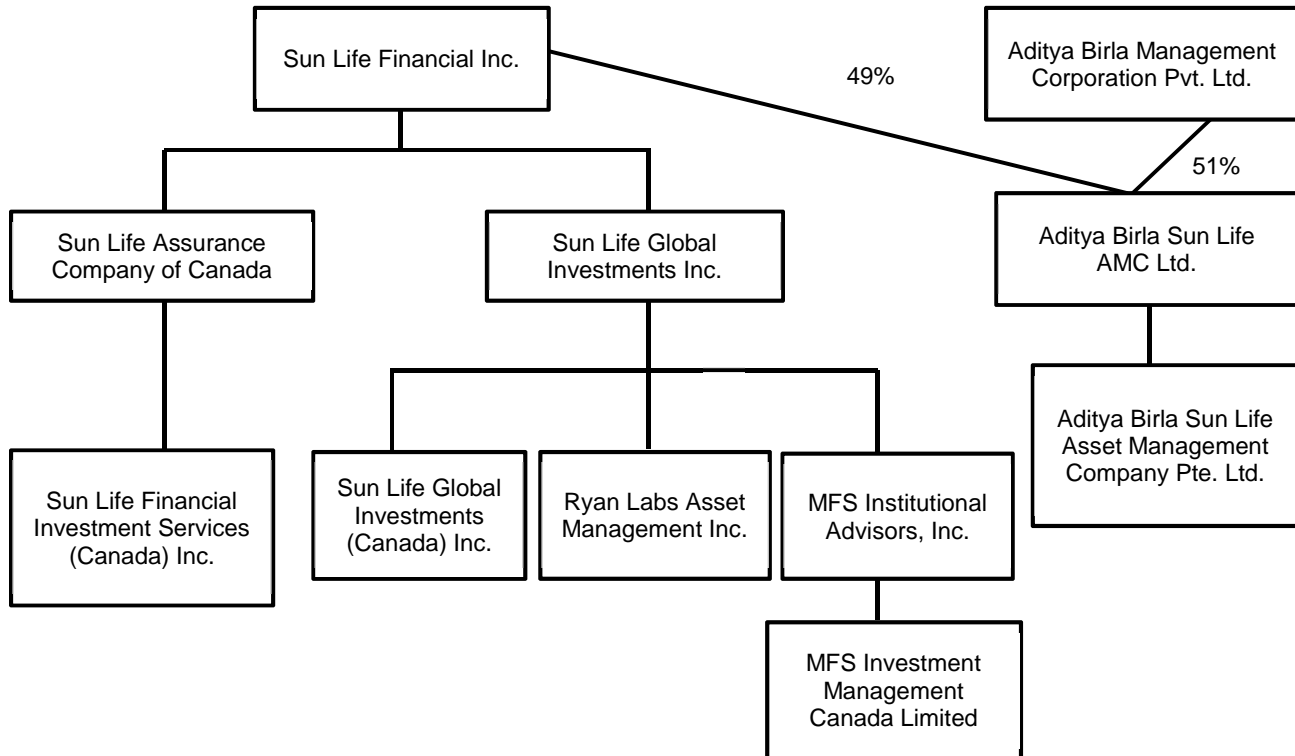 Sun Life Financial Inc.
49%
Aditya Birla Management
Corporation Pvt. Ltd.
51%
Sun Life Assurance
Company of Canada
Sun Life Global
Investments Inc.
Aditya Birla Sun Life
AMC Ltd.
Sun Life Financial
Investment Services
(Canada) Inc.
Sun Life Global
Investments
(Canada) Inc.
Ryan Labs Asset
Management Inc.
MFS Institutional
Advisors, Inc.
Aditya Birla Sun Life
Asset Management
Company Pte. Ltd.
MFS Investment
Management
Canada Limited